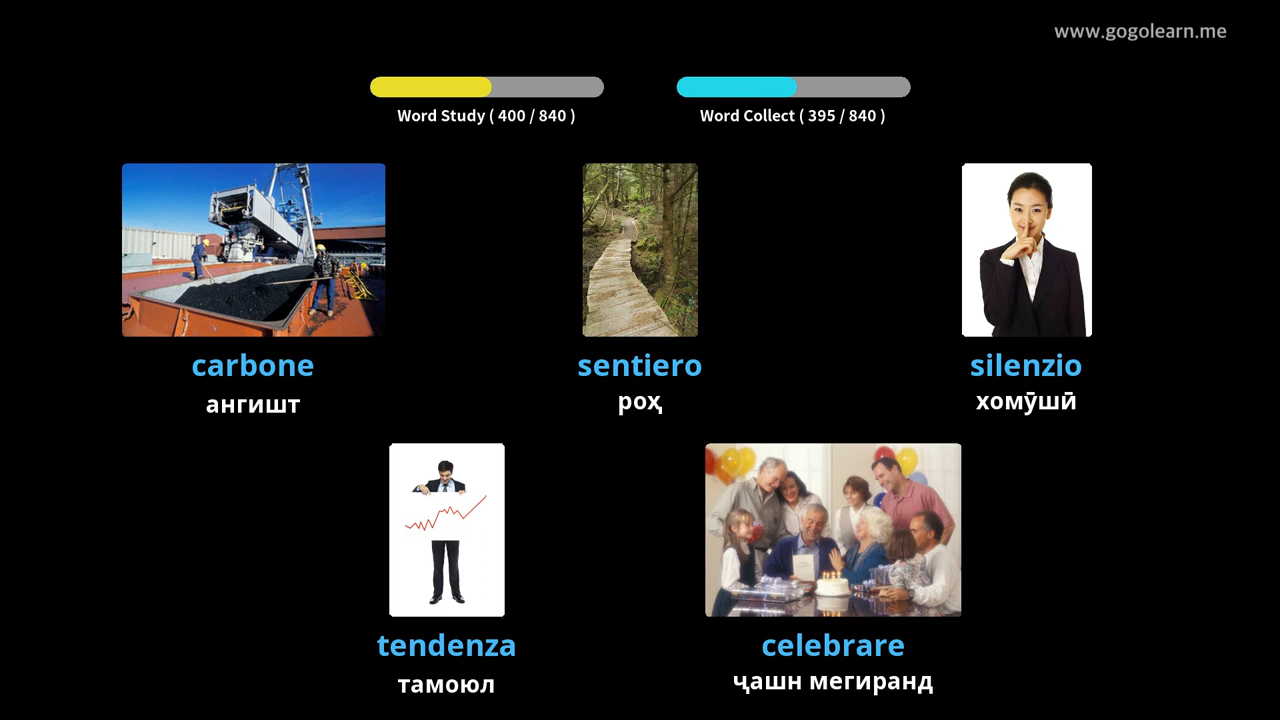 www.gogolearn.me
Word Study ( 400 / 840 )
Word Collect ( 395 / 840 )
carbone
ангишт
sentiero
роҳ
silenzio
хомӯшӣ
tendenza
тамоюл
celebrare
ҷашн мегиранд